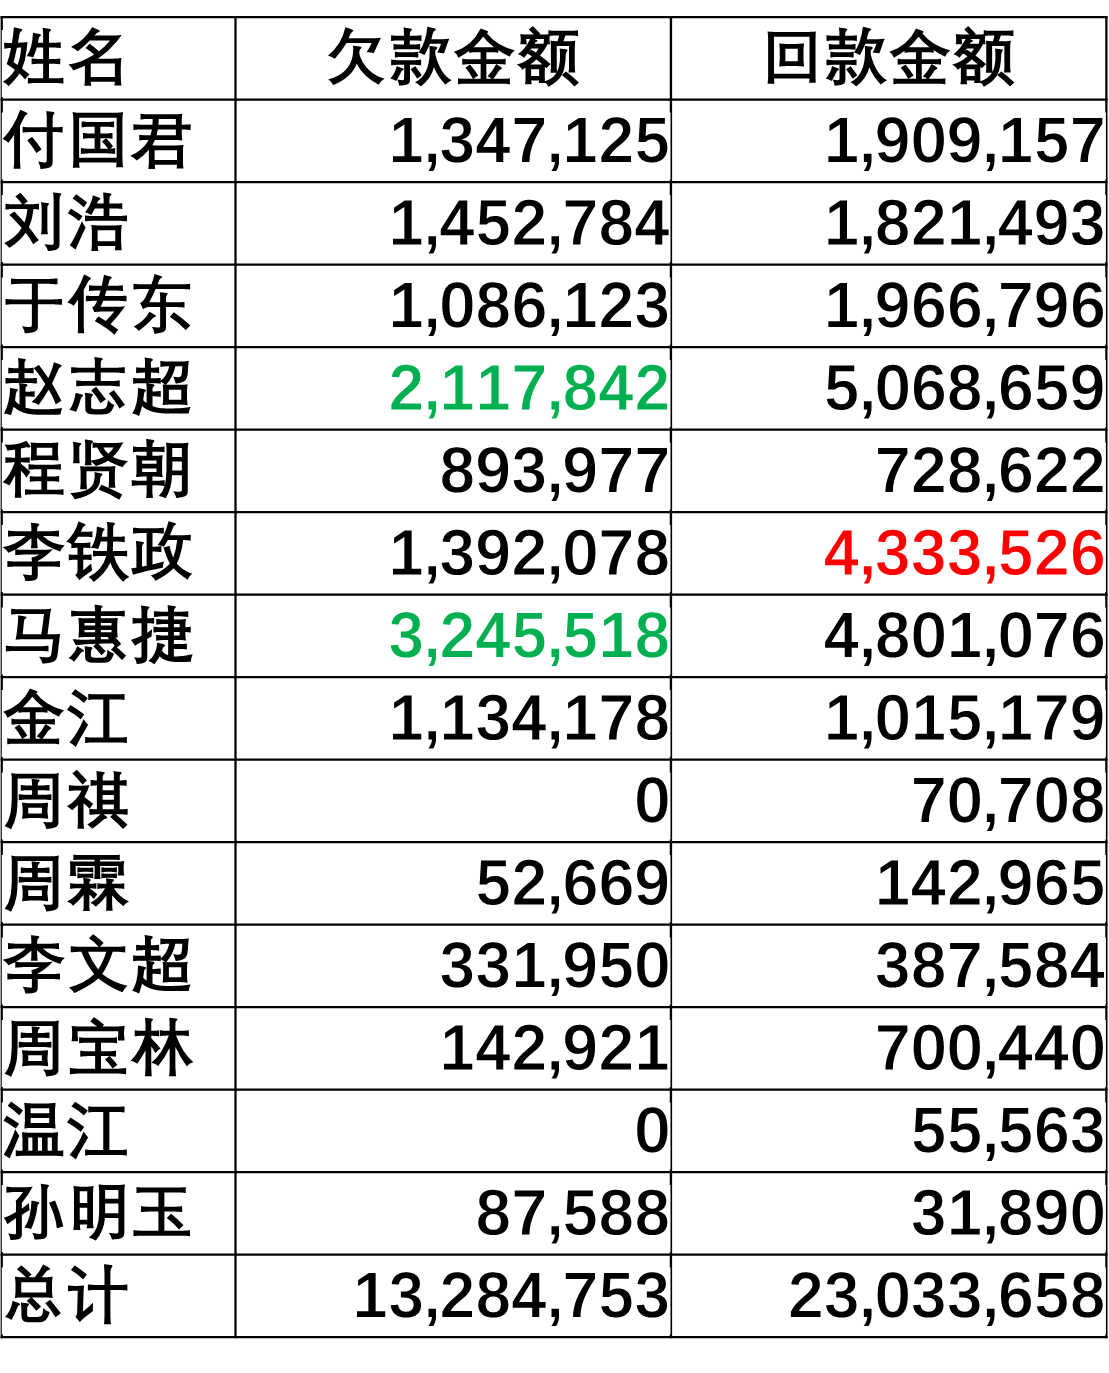 姓名 欠款金额 回款金额
付国君 1,347,125 1,909,157
刘浩 1,452,784 1,821,493
于传东 1,086,123 1,966,796
赵志超 2,117,842 5,068,659
程贤朝 893,977 728,622
李铁政 1,392,078 4,333,526
马惠捷 3,245,518 4,801,076
金江 1,134,178 1,015,179
周祺 0 70,708
周霖 52,669 142,965
李文超 331,950 387,584
周宝林 142,921 700,440
温江 0 55,563
孙明玉 87,588 31,890
总计 13,284,753 23,033,658